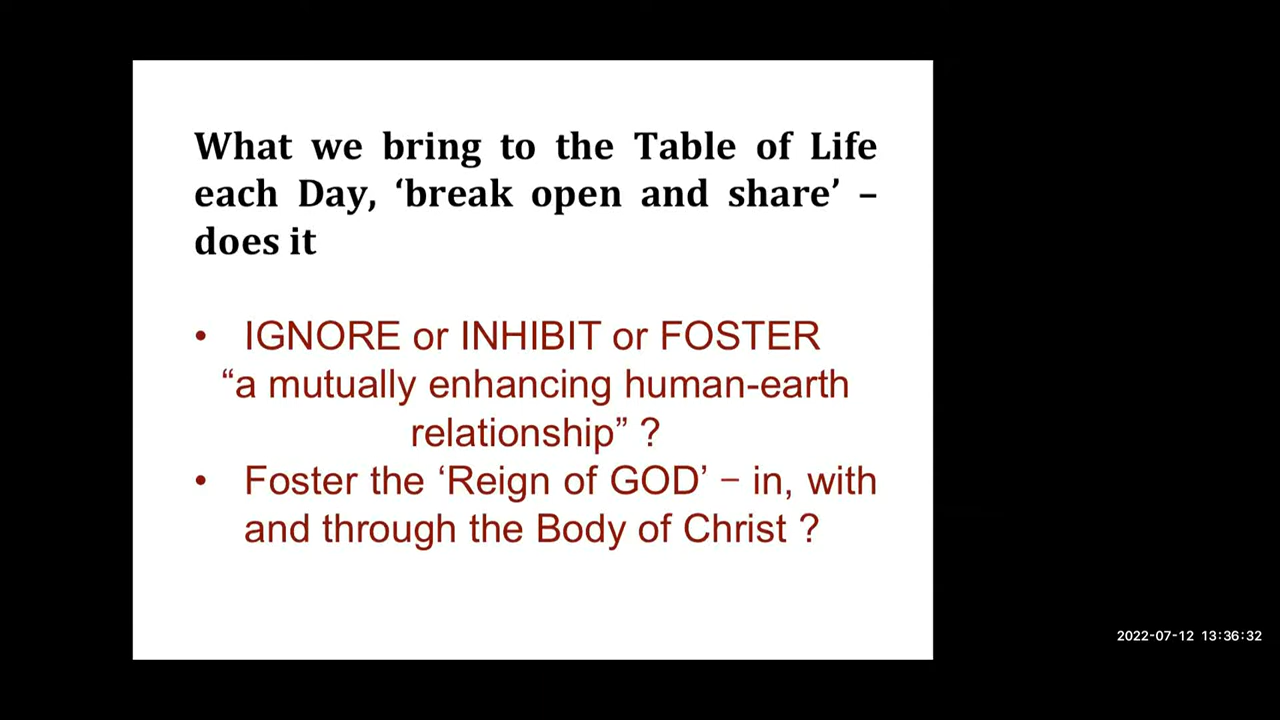 What we bring to the Table of Life
each Day, ‘break open and share’ –
does it
• IGNORE or INHIBIT or FOSTER
“a mutually enhancing human-earth
relationship” ?
• Foster the ‘Reign of GOD’ – in, with
and through the Body of Christ ?
2022-07-12 13:36:32